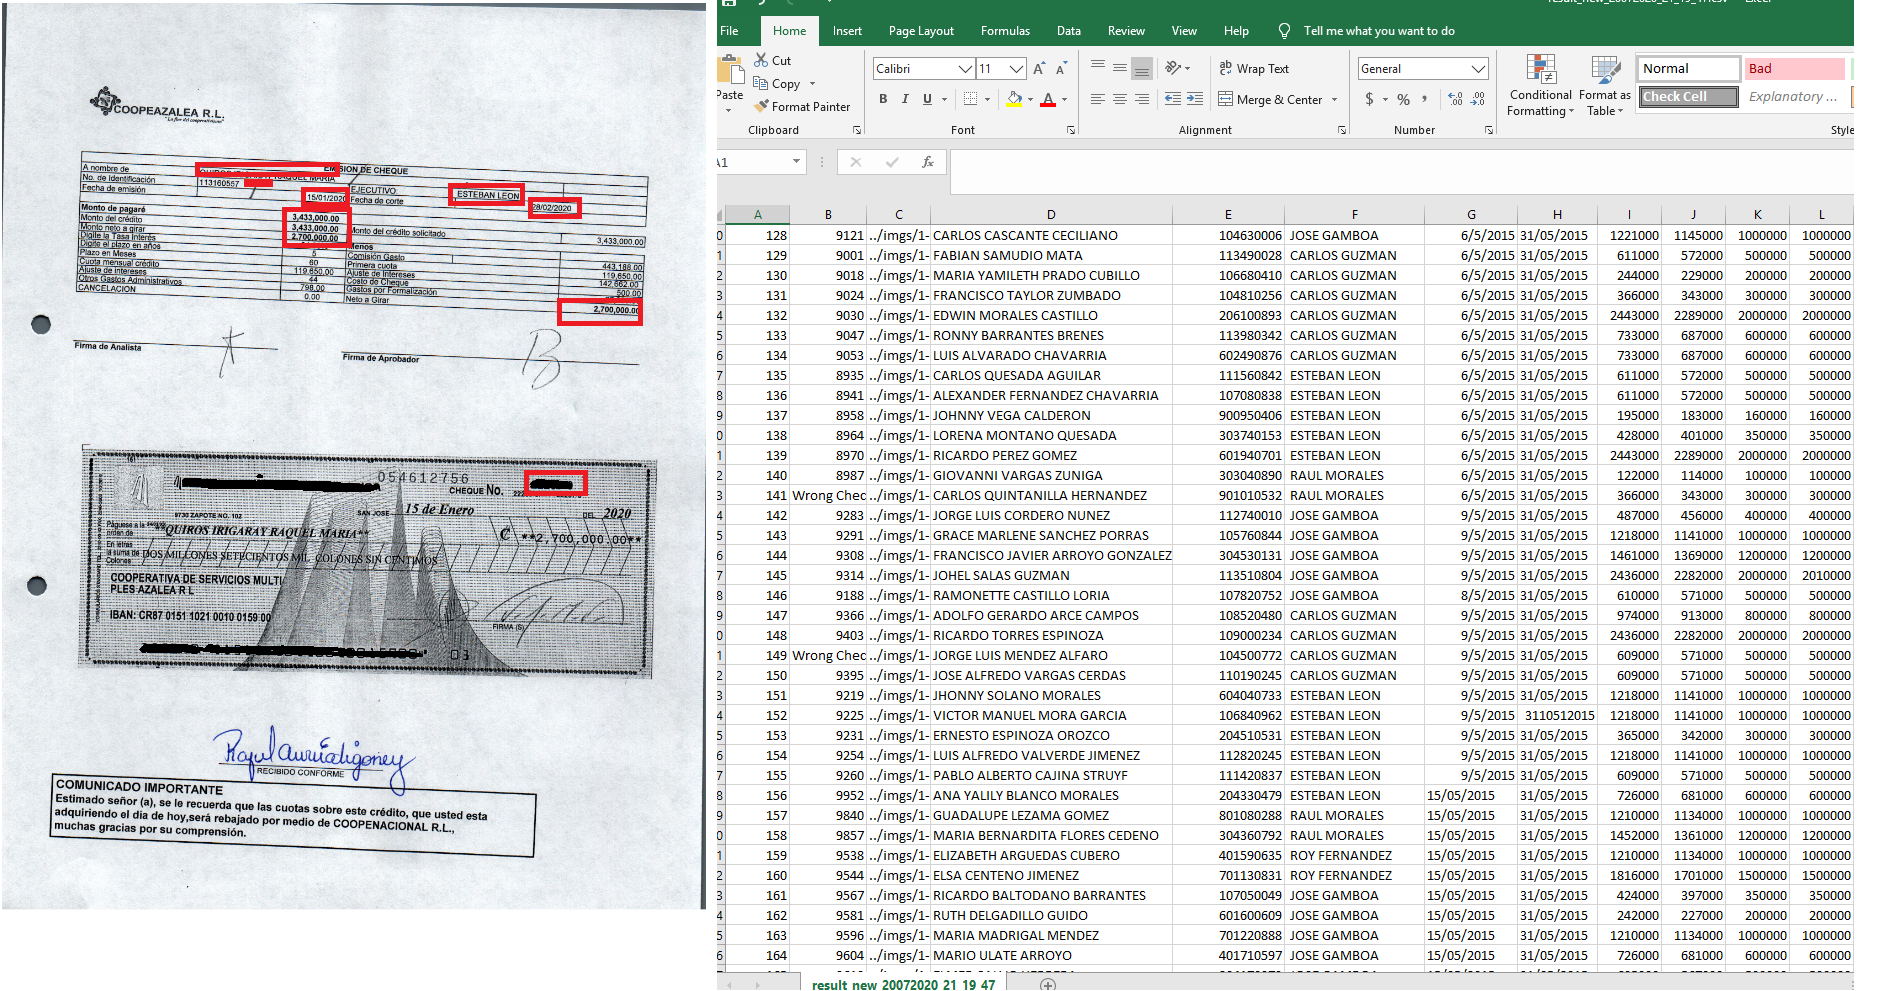 COOPEAZALEA R.L.
"La flor del cooperativismo"
EMISION DE CHEQUE
A nombre de RAQUEL MARIA
No. de Identificación 113160557
EJECUTIVO ESTEBAN LEON
Fecha de emisión 15/01/2020 Fecha de corte 28/02/2020
Monto de pagaré 3,433,000.00
Monto del crédito 3,433,000.00 Monto del crédito solicitado 3,433,000.00
Monto neto a girar 2,700,000.00 Menos
Digite la Tasa Interés
Digite el plazo en años 5 Comisión Gasto 443,188.00
Plazo en Meses 60 Primera cuota 119,650.00
Cuota mensual crédito 119,650.00 Ajuste de Intereses 142,662.00
Ajuste de intereses 44 Costo de Cheque 500.00
Otros Gastos Administrativos 798.00 Gastos por Formalización
CANCELACION 0.00 Neto a Girar 2,700,000.00
Firma de Analista
Firma de Aprobador
054612756
CHEQUE No.
9730 ZAPOTE NO. 102
SAN JOSE 15 de Enero DEL 2020
Páguese a la orden de **QUIROS IRIGARAY RAQUEL MARIA** ₡ **2,700,000.00**
En letras la suma de Colones DOS MILLONES SETECIENTOS MIL COLONES SIN CENTIMOS
COOPERATIVA DE SERVICIOS MULTI
PLES AZALEA R L
IBAN: CR87 0151 1021 0010 0159 00
FIRMA (S)
03
RECIBIDO CONFORME
COMUNICADO IMPORTANTE
Estimado señor (a), se le recuerda que las cuotas sobre este crédito, que usted esta
adquiriendo el dia de hoy,será rebajado por medio de COOPENACIONAL R.L.,
muchas gracias por su comprensión.
File Home Insert Page Layout Formulas Data Review View Help Tell me what you want to do
Cut
Copy
Format Painter
Paste
Clipboard
Calibri 11
B I U
Font
Wrap Text
Merge & Center
Alignment
General
$ % ,
Number
Conditional Formatting
Format as Table
Normal Bad
Check Cell Explanatory ...
Style
A1 fx
A B C D E F G H I J K L
128 9121 ../imgs/1- CARLOS CASCANTE CECILIANO 104630006 JOSE GAMBOA 6/5/2015 31/05/2015 1221000 1145000 1000000 1000000
129 9001 ../imgs/1- FABIAN SAMUDIO MATA 113490028 CARLOS GUZMAN 6/5/2015 31/05/2015 611000 572000 500000 500000
130 9018 ../imgs/1- MARIA YAMILETH PRADO CUBILLO 106680410 CARLOS GUZMAN 6/5/2015 31/05/2015 244000 229000 200000 200000
131 9024 ../imgs/1- FRANCISCO TAYLOR ZUMBADO 104810256 CARLOS GUZMAN 6/5/2015 31/05/2015 366000 343000 300000 300000
132 9030 ../imgs/1- EDWIN MORALES CASTILLO 206100893 CARLOS GUZMAN 6/5/2015 31/05/2015 2443000 2289000 2000000 2000000
133 9047 ../imgs/1- RONNY BARRANTES BRENES 113980342 CARLOS GUZMAN 6/5/2015 31/05/2015 733000 687000 600000 600000
134 9053 ../imgs/1- LUIS ALVARADO CHAVARRIA 602490876 CARLOS GUZMAN 6/5/2015 31/05/2015 733000 687000 600000 600000
135 8935 ../imgs/1- CARLOS QUESADA AGUILAR 111560842 ESTEBAN LEON 6/5/2015 31/05/2015 611000 572000 500000 500000
136 8941 ../imgs/1- ALEXANDER FERNANDEZ CHAVARRIA 107080838 ESTEBAN LEON 6/5/2015 31/05/2015 611000 572000 500000 500000
137 8958 ../imgs/1- JOHNNY VEGA CALDERON 900950406 ESTEBAN LEON 6/5/2015 31/05/2015 195000 183000 160000 160000
138 8964 ../imgs/1- LORENA MONTANO QUESADA 303740153 ESTEBAN LEON 6/5/2015 31/05/2015 428000 401000 350000 350000
139 8970 ../imgs/1- RICARDO PEREZ GOMEZ 601940701 ESTEBAN LEON 6/5/2015 31/05/2015 2443000 2289000 2000000 2000000
140 8987 ../imgs/1- GIOVANNI VARGAS ZUNIGA 303040890 RAUL MORALES 6/5/2015 31/05/2015 122000 114000 100000 100000
141 Wrong Chec ../imgs/1- CARLOS QUINTANILLA HERNANDEZ 901010532 RAUL MORALES 6/5/2015 31/05/2015 366000 343000 300000 300000
142 9283 ../imgs/1- JORGE LUIS CORDERO NUNEZ 112740010 JOSE GAMBOA 9/5/2015 31/05/2015 487000 456000 400000 400000
143 9291 ../imgs/1- GRACE MARLENE SANCHEZ PORRAS 105760844 JOSE GAMBOA 9/5/2015 31/05/2015 1218000 1141000 1000000 1000000
144 9308 ../imgs/1- FRANCISCO JAVIER ARROYO GONZALEZ 304530131 JOSE GAMBOA 9/5/2015 31/05/2015 1461000 1369000 1200000 1200000
145 9314 ../imgs/1- JOHEL SALAS GUZMAN 113510804 JOSE GAMBOA 9/5/2015 31/05/2015 2436000 2282000 2000000 2010000
146 9188 ../imgs/1- RAMONETTE CASTILLO LORIA 107820752 JOSE GAMBOA 8/5/2015 31/05/2015 610000 571000 500000 500000
147 9366 ../imgs/1- ADOLFO GERARDO ARCE CAMPOS 108520480 CARLOS GUZMAN 9/5/2015 31/05/2015 974000 913000 800000 800000
148 9403 ../imgs/1- RICARDO TORRES ESPINOZA 109000234 CARLOS GUZMAN 9/5/2015 31/05/2015 2436000 2282000 2000000 2000000
149 Wrong Chec ../imgs/1- JORGE LUIS MENDEZ ALFARO 104500772 CARLOS GUZMAN 9/5/2015 31/05/2015 609000 571000 500000 500000
150 9395 ../imgs/1- JOSE ALFREDO VARGAS CERDAS 110190245 CARLOS GUZMAN 9/5/2015 31/05/2015 609000 571000 500000 500000
151 9219 ../imgs/1- JHONNY SOLANO MORALES 604040733 ESTEBAN LEON 9/5/2015 31/05/2015 1218000 1141000 1000000 1000000
152 9225 ../imgs/1- VICTOR MANUEL MORA GARCIA 106840962 ESTEBAN LEON 9/5/2015 3110512015 1218000 1141000 1000000 1000000
153 9231 ../imgs/1- ERNESTO ESPINOZA OROZCO 204510531 ESTEBAN LEON 9/5/2015 31/05/2015 365000 342000 300000 300000
154 9254 ../imgs/1- LUIS ALFREDO VALVERDE JIMENEZ 112820245 ESTEBAN LEON 9/5/2015 31/05/2015 1218000 1141000 1000000 1000000
155 9260 ../imgs/1- PABLO ALBERTO CAJINA STRUYF 111420837 ESTEBAN LEON 9/5/2015 31/05/2015 609000 571000 500000 500000
156 9952 ../imgs/1- ANA YALILY BLANCO MORALES 204330479 ESTEBAN LEON 15/05/2015 31/05/2015 726000 681000 600000 600000
157 9840 ../imgs/1- GUADALUPE LEZAMA GOMEZ 801080288 RAUL MORALES 15/05/2015 31/05/2015 1210000 1134000 1000000 1000000
158 9857 ../imgs/1- MARIA BERNARDITA FLORES CEDENO 304360792 RAUL MORALES 15/05/2015 31/05/2015 1452000 1361000 1200000 1200000
159 9538 ../imgs/1- ELIZABETH ARGUEDAS CUBERO 401590635 ROY FERNANDEZ 15/05/2015 31/05/2015 1210000 1134000 1000000 1000000
160 9544 ../imgs/1- ELSA CENTENO JIMENEZ 701130831 ROY FERNANDEZ 15/05/2015 31/05/2015 1816000 1701000 1500000 1500000
161 9567 ../imgs/1- RICARDO BALTODANO BARRANTES 107050049 JOSE GAMBOA 15/05/2015 31/05/2015 424000 397000 350000 350000
162 9581 ../imgs/1- RUTH DELGADILLO GUIDO 601600609 JOSE GAMBOA 15/05/2015 31/05/2015 242000 227000 200000 200000
163 9596 ../imgs/1- MARIA MADRIGAL MENDEZ 701220888 JOSE GAMBOA 15/05/2015 31/05/2015 1210000 1134000 1000000 1000000
164 9604 ../imgs/1- MARIO ULATE ARROYO 401710597 JOSE GAMBOA 15/05/2015 31/05/2015 726000 681000 600000 600000
result_new_20072020_21_19_47